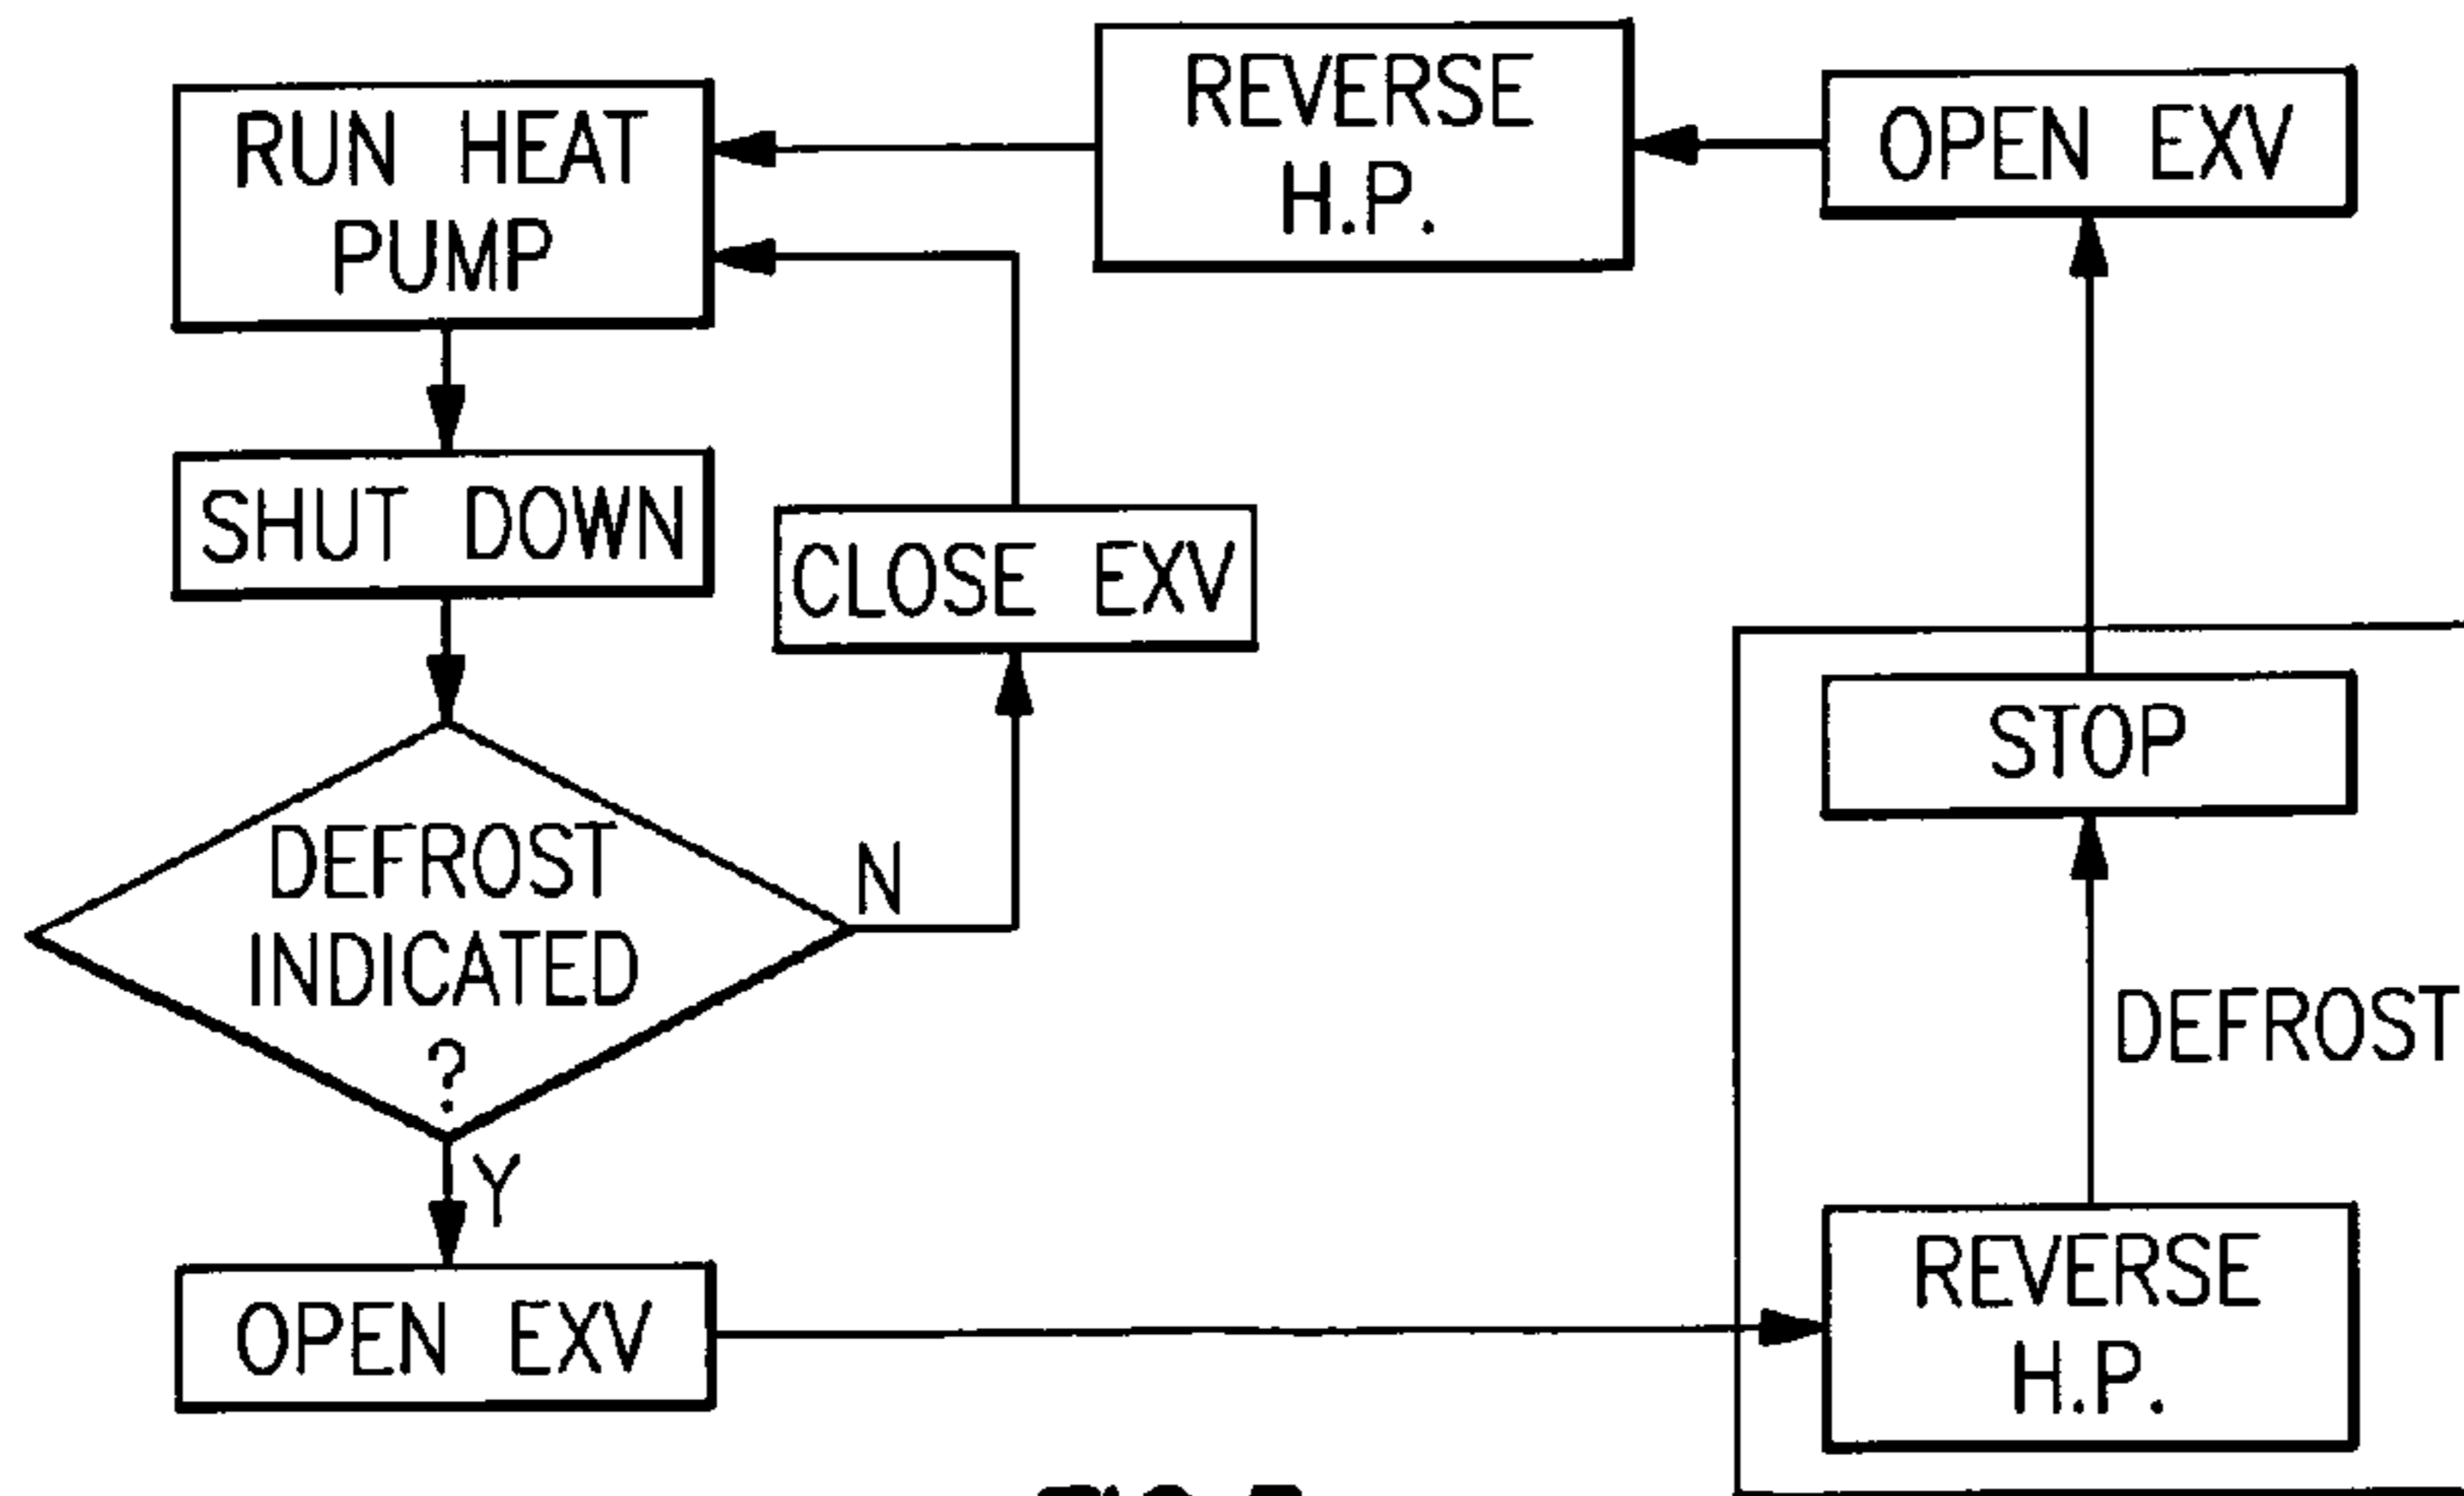 RUN HEAT
PUMP
REVERSE
H.P.
OPEN EXV
SHUT DOWN
CLOSE EXV
STOP
DEFROST
INDICATED
?
N
Y
DEFROST
OPEN EXV
REVERSE
H.P.